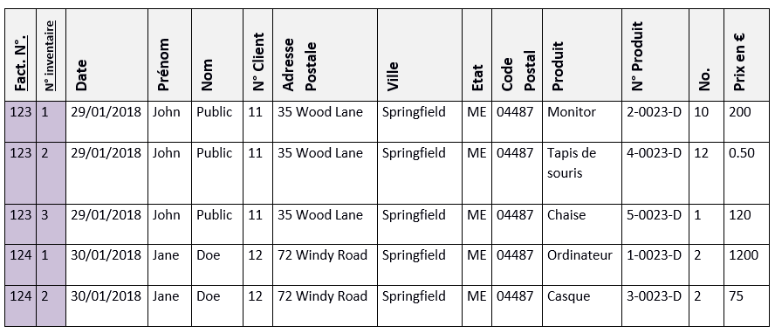 Fact. N°. N° inventaire Date Prénom Nom N° Client Adresse Postale Ville Etat Code Postal Produit N° Produit No. Prix en €
123 1 29/01/2018 John Public 11 35 Wood Lane Springfield ME 04487 Monitor 2-0023-D 10 200
123 2 29/01/2018 John Public 11 35 Wood Lane Springfield ME 04487 Tapis de 4-0023-D 12 0.50
souris
123 3 29/01/2018 John Public 11 35 Wood Lane Springfield ME 04487 Chaise 5-0023-D 1 120
124 1 30/01/2018 Jane Doe 12 72 Windy Road Springfield ME 04487 Ordinateur 1-0023-D 2 1200
124 2 30/01/2018 Jane Doe 12 72 Windy Road Springfield ME 04487 Casque 3-0023-D 2 75